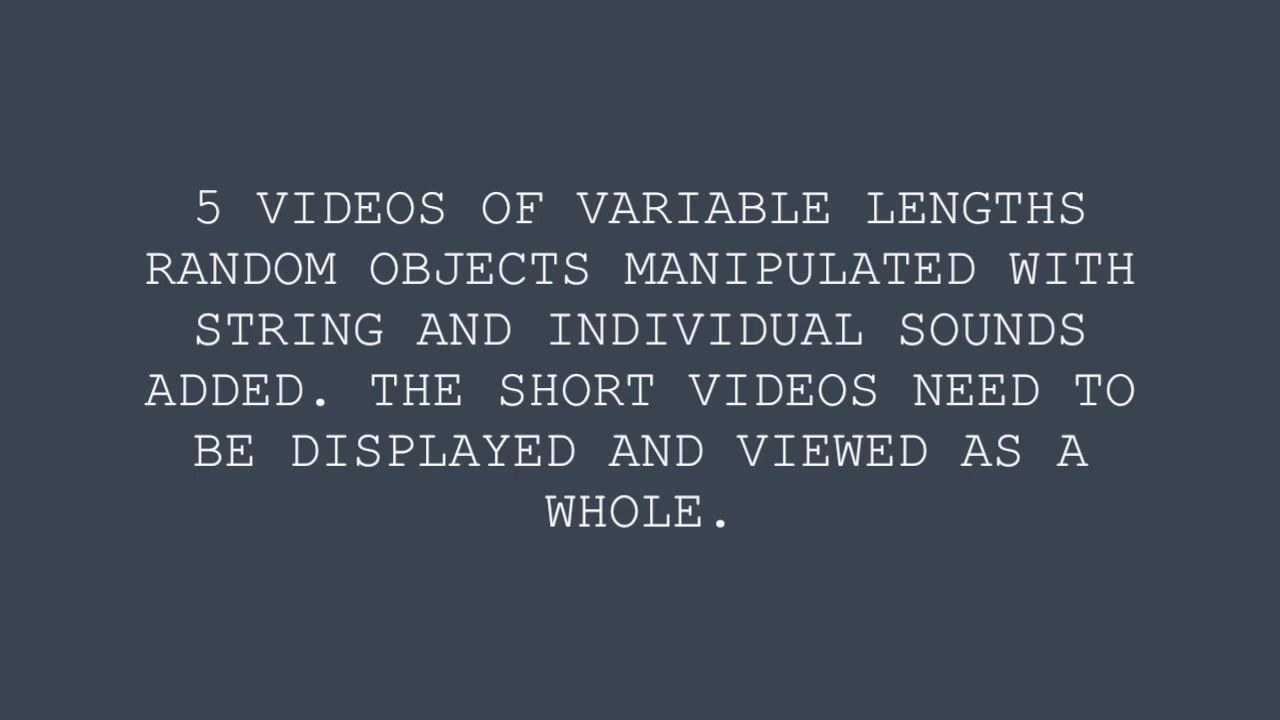 5 VIDEOS OF VARIABLE LENGTHS
RANDOM OBJECTS MANIPULATED WITH
STRING AND INDIVIDUAL SOUNDS
ADDED. THE SHORT VIDEOS NEED TO
BE DISPLAYED AND VIEWED AS A
WHOLE.